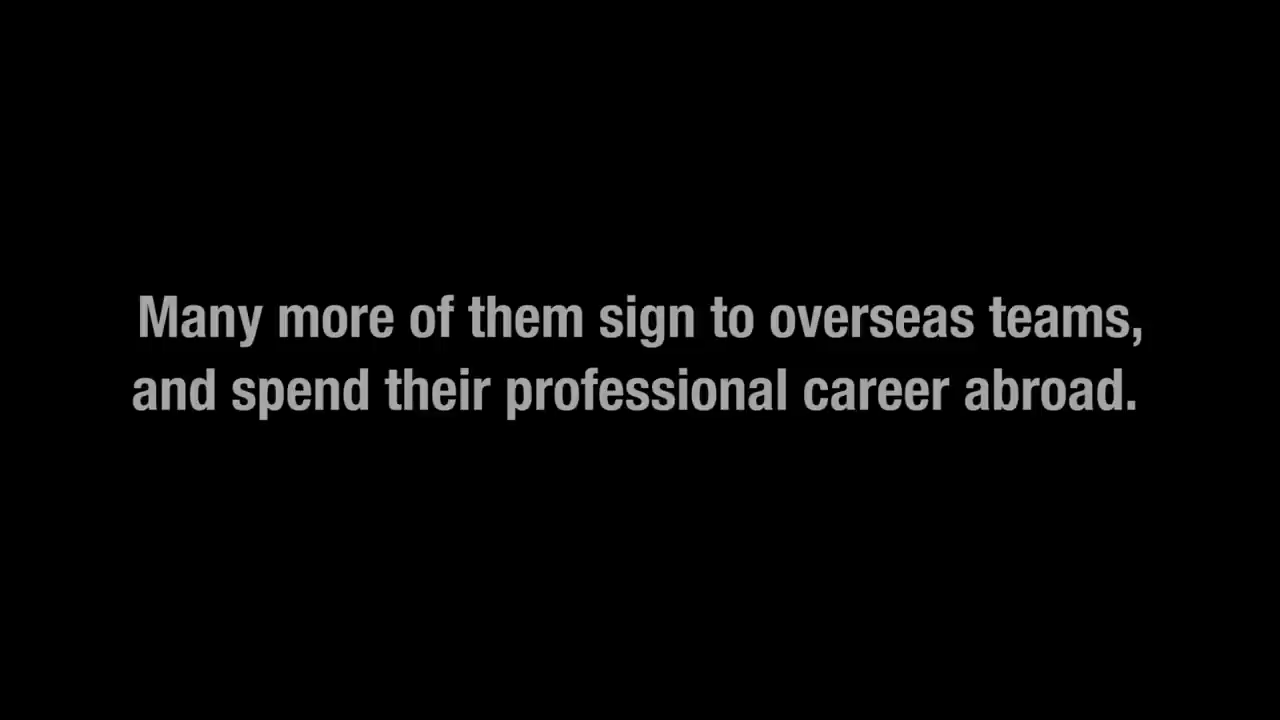 Many more of them sign to overseas teams,
and spend their professional career abroad.